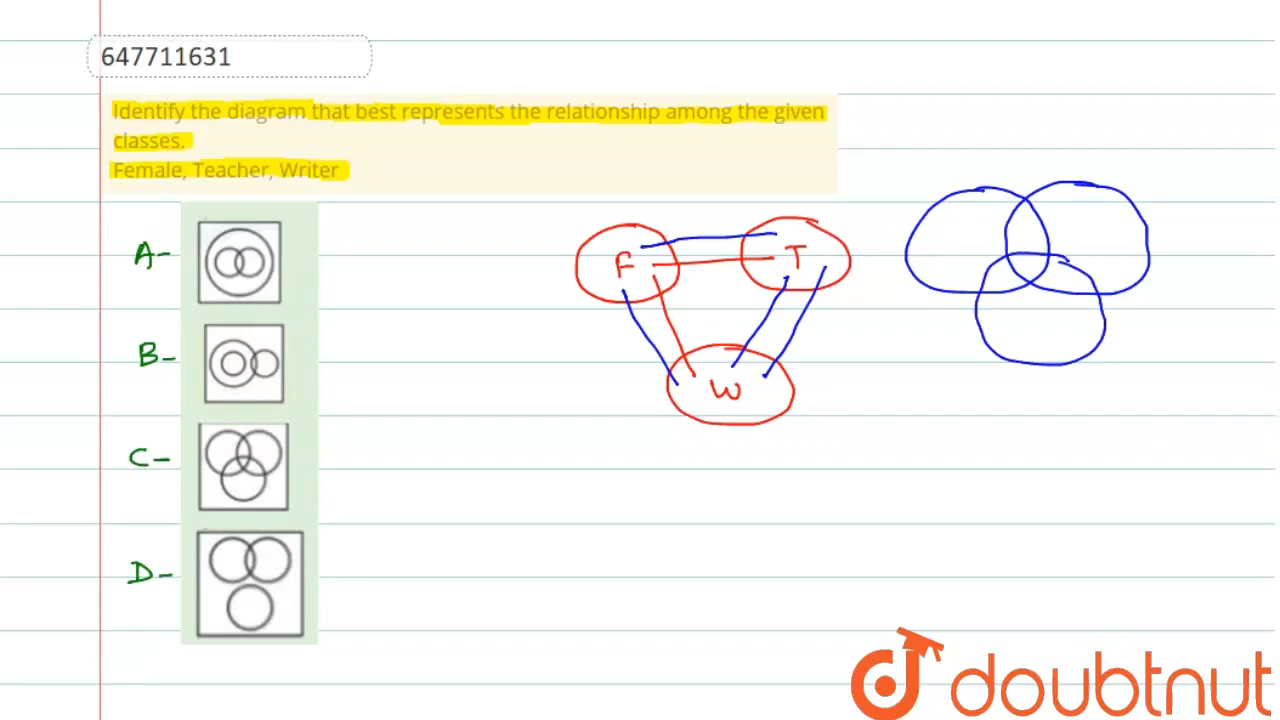 647711631
Identify the diagram that best represents the relationship among the given
classes.
Female, Teacher, Writer
A-
B-
C-
D-
F
T
W
doubtnut